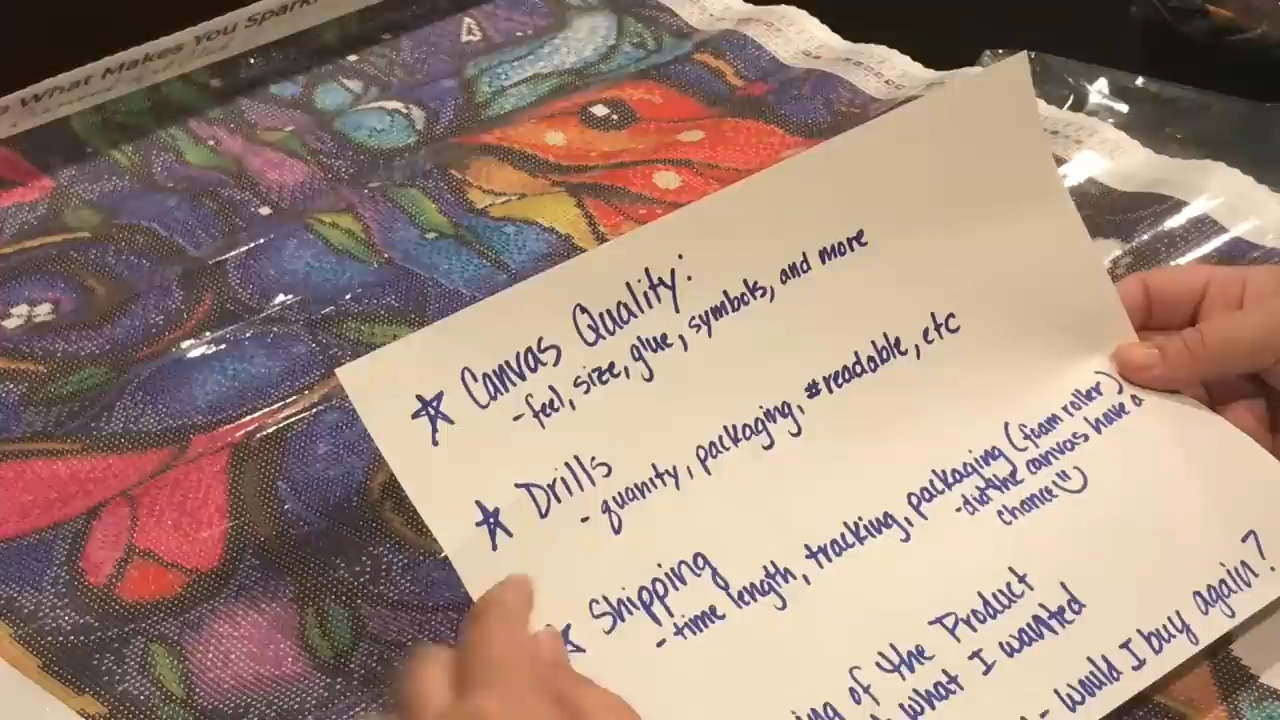 What Makes You Spark
☆ Canvas Quality:
- feel, size, glue, symbols, and more
☆ Drills
- quanity, packaging, #readable, etc
☆ Shipping
- time length, tracking, packaging (foam roller)
- did the canvas have a
chance☺
ing of the Product
what I wanted
- would I buy again?